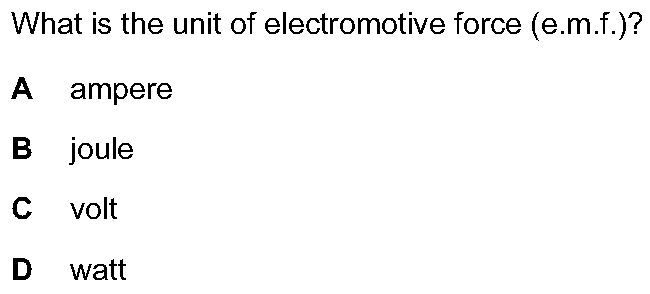 What is the unit of electromotive force (e.m.f.)?
A ampere
B joule
C volt
D watt